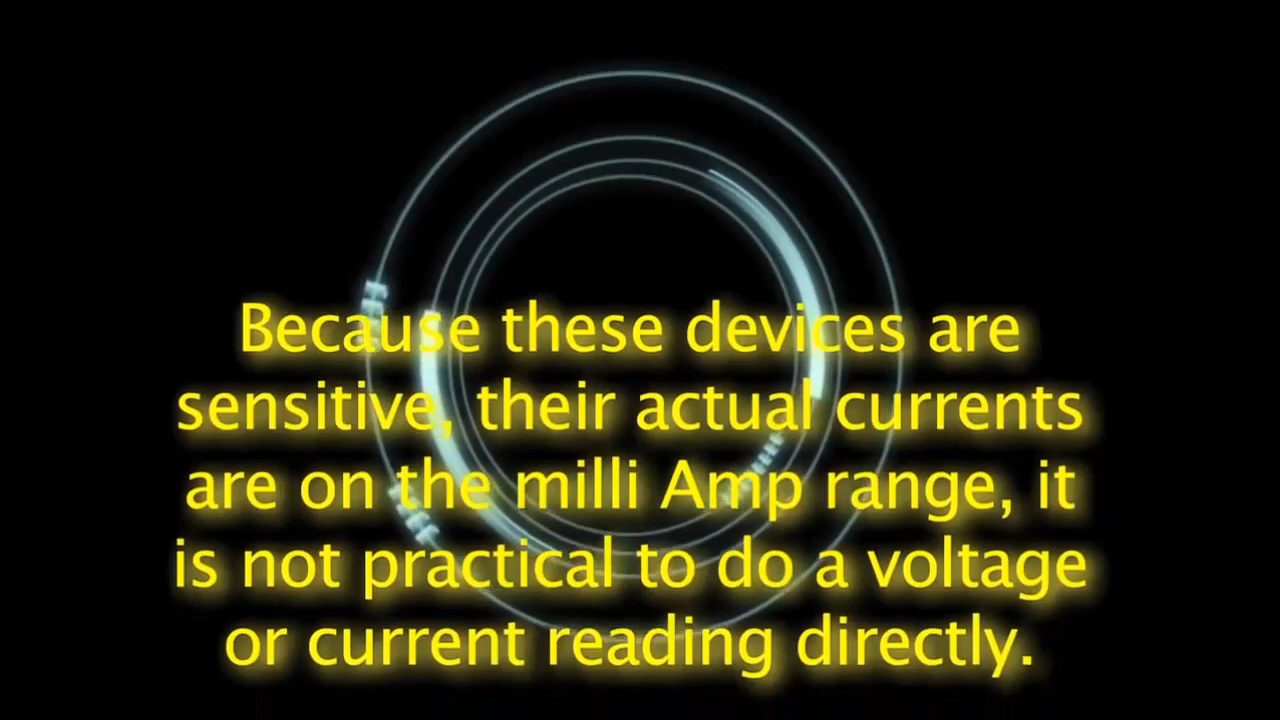 Because these devices are
sensitive, their actual currents
are on the milli Amp range, it
is not practical to do a voltage
or current reading directly.